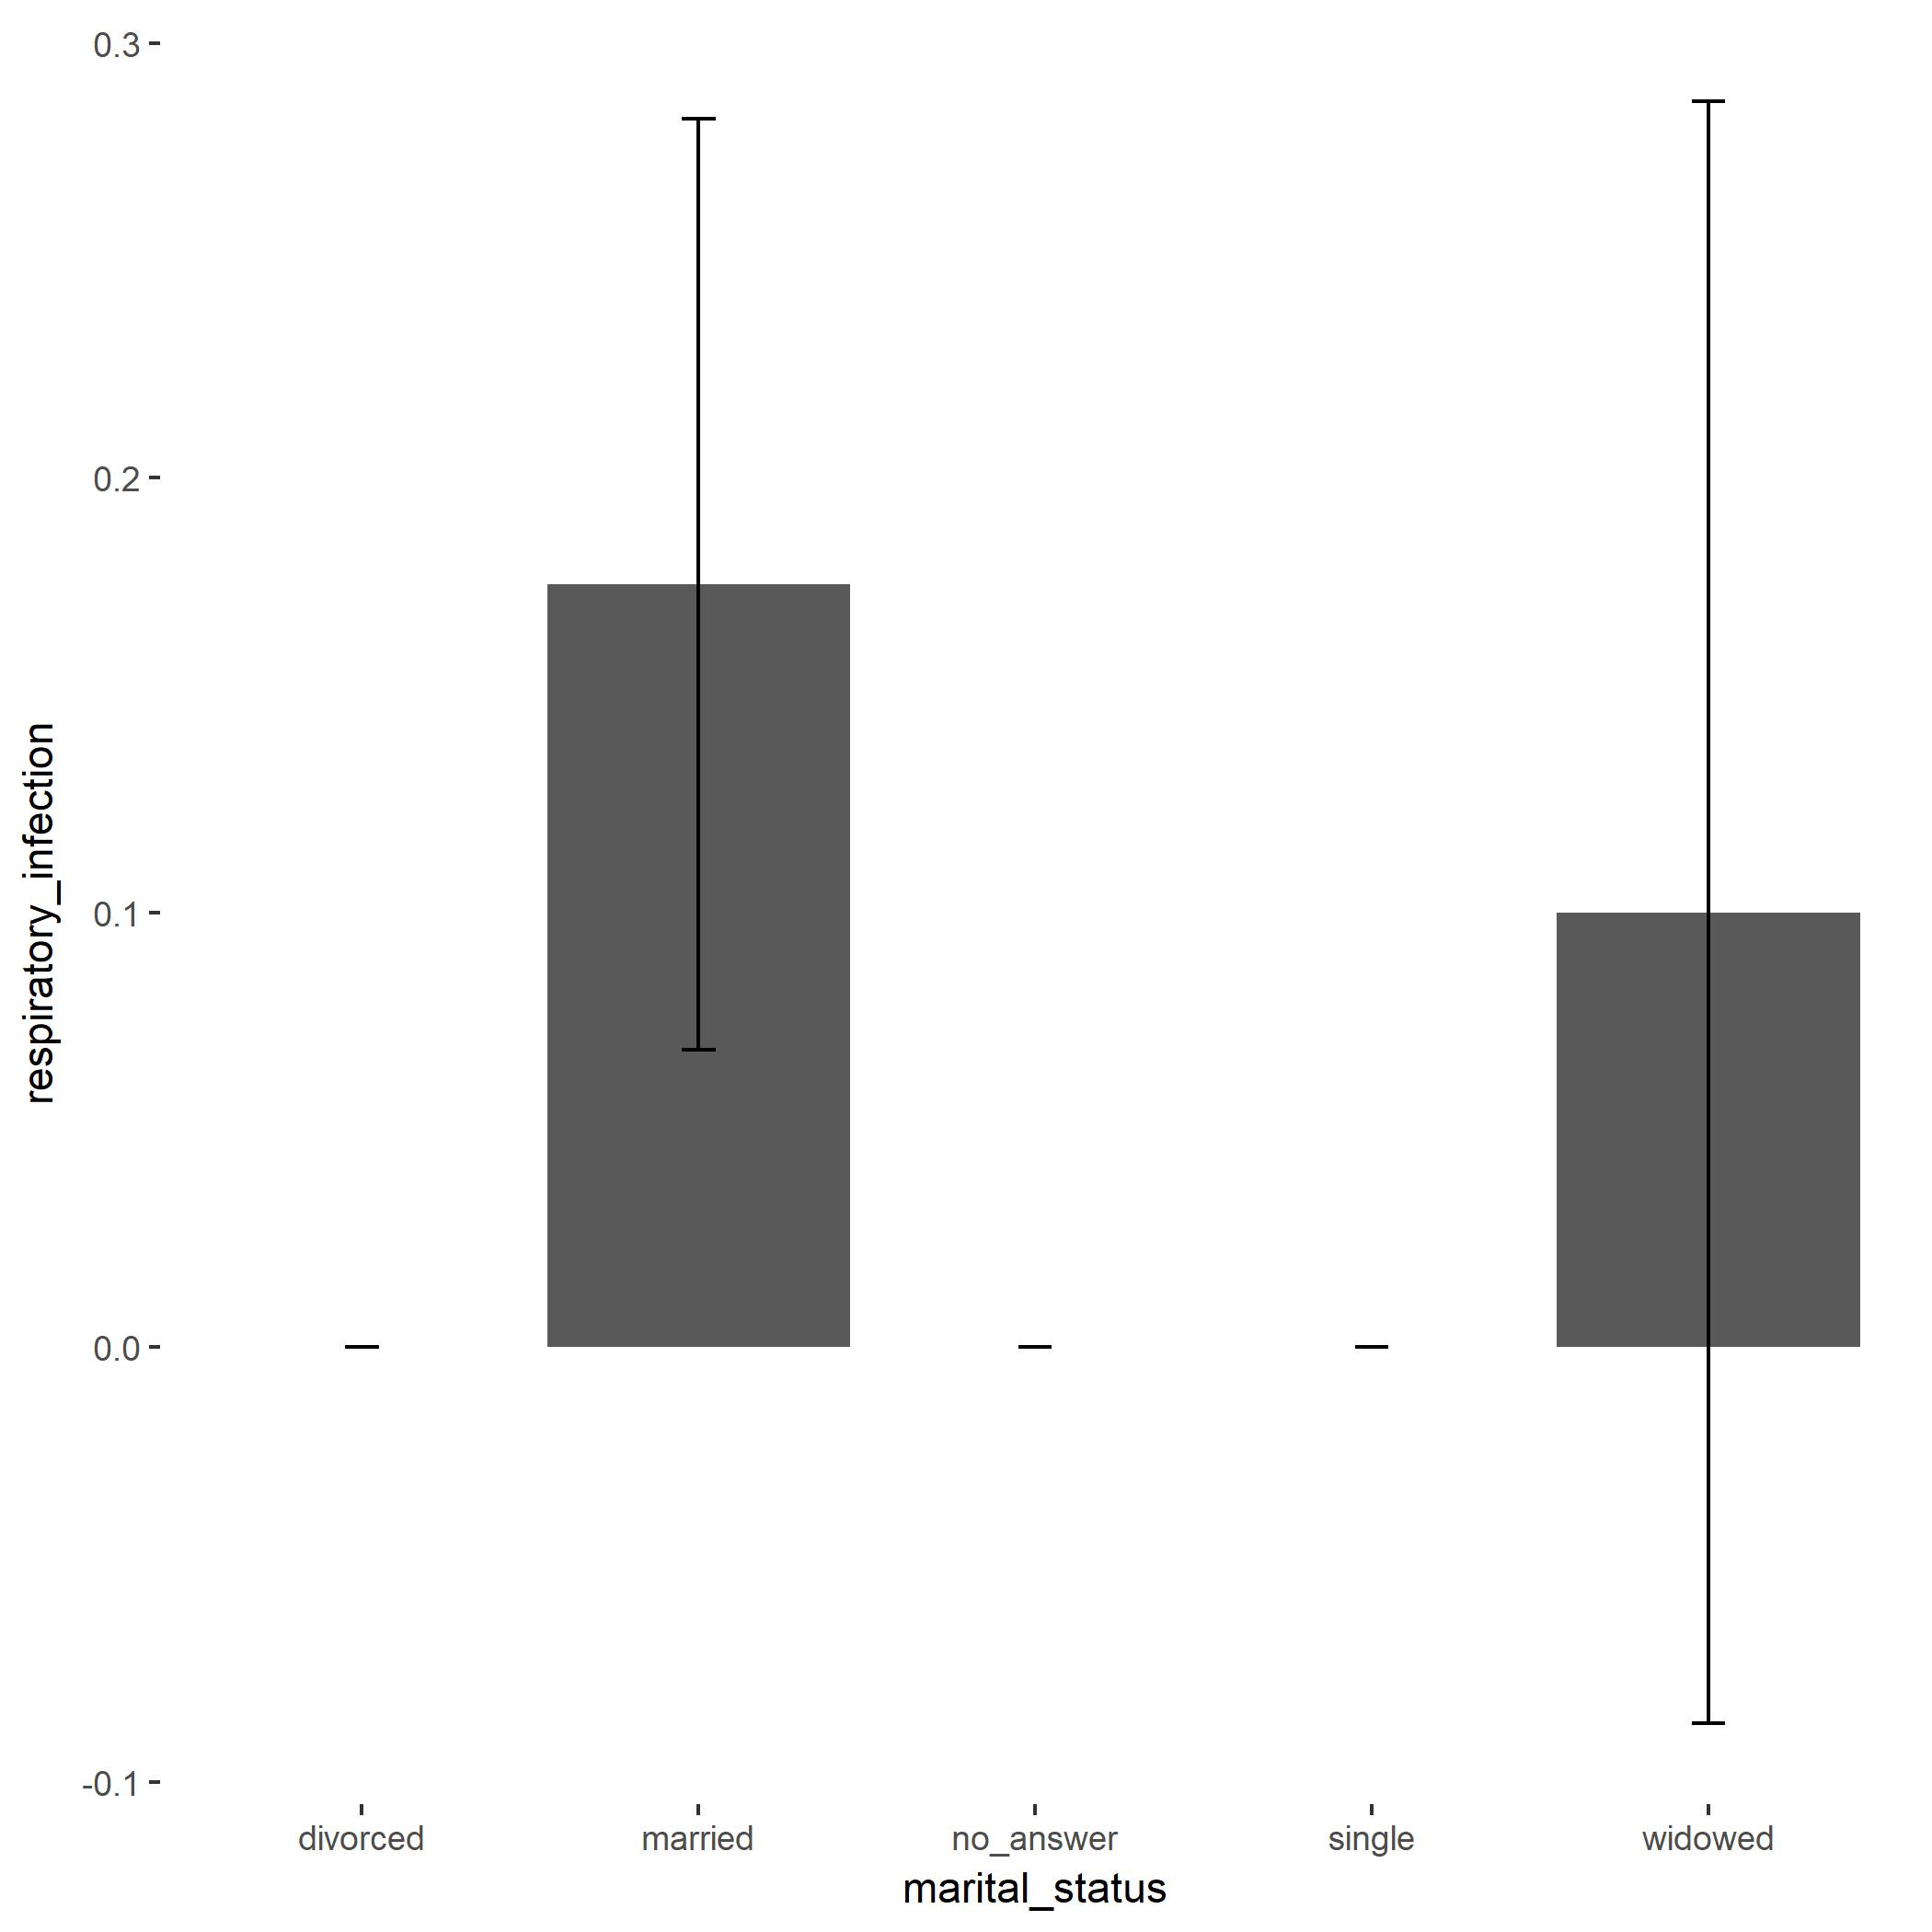 0.3
0.2
0.1
0.0
-0.1
respiratory_infection
divorced married no_answer single widowed
marital_status